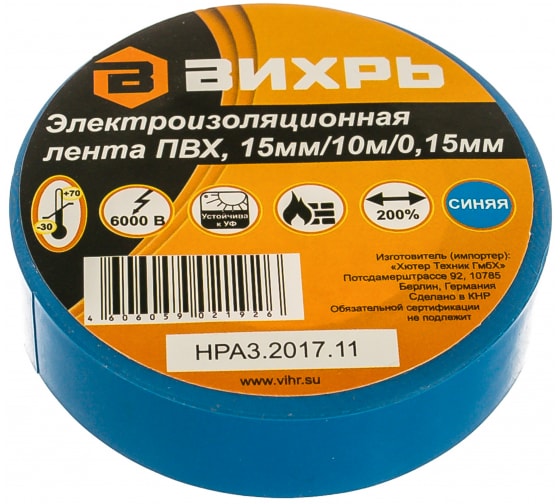 В ВИХРЬ
Электроизоляционная
лента ПВХ, 15мм/10м/0,15мм
+70
-30
6000 В
Устойчива
к УФ
200%
СИНЯЯ
Изготовитель (импортер):
«Хютер Техник ГмбХ»
Потсдамерштрассе 92, 10785
Берлин, Германия
Сделано в КНР
Обязательной сертификации
не подлежит
4 606059 021926
НРАЗ.2017.11
www.vihr.su